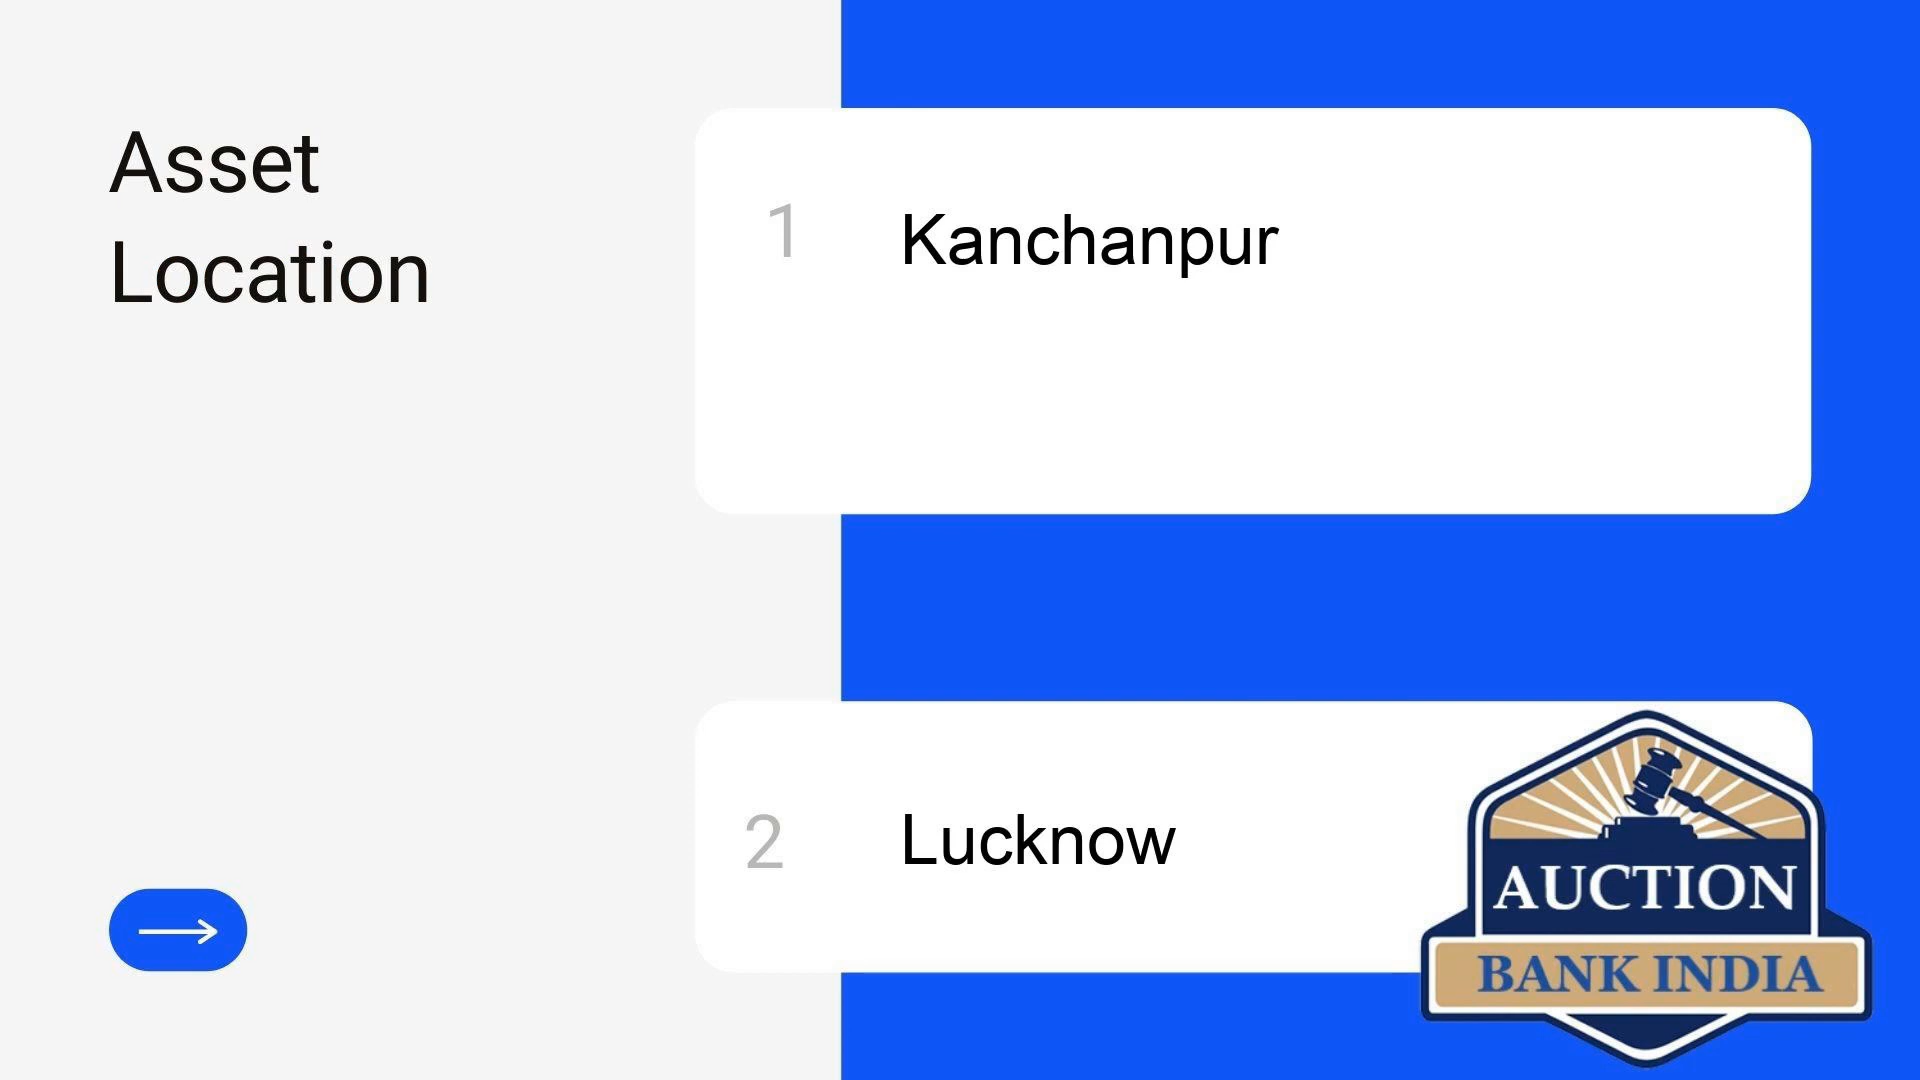 Asset
Location
1
Kanchanpur
2
Lucknow
AUCTION
BANK INDIA